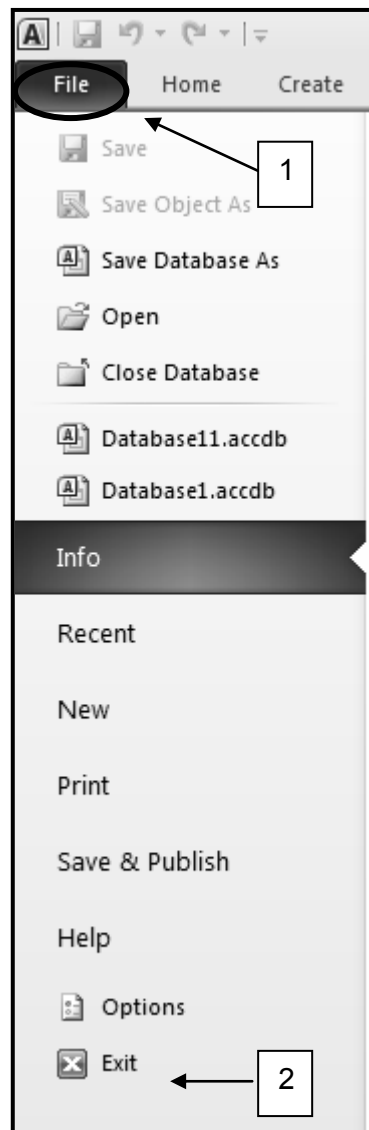 A
File Home Create
Save
1
Save Object As
Save Database As
Open
Close Database
Database11.accdb
Database1.accdb
Info
Recent
New
Print
Save & Publish
Help
Options
Exit
2